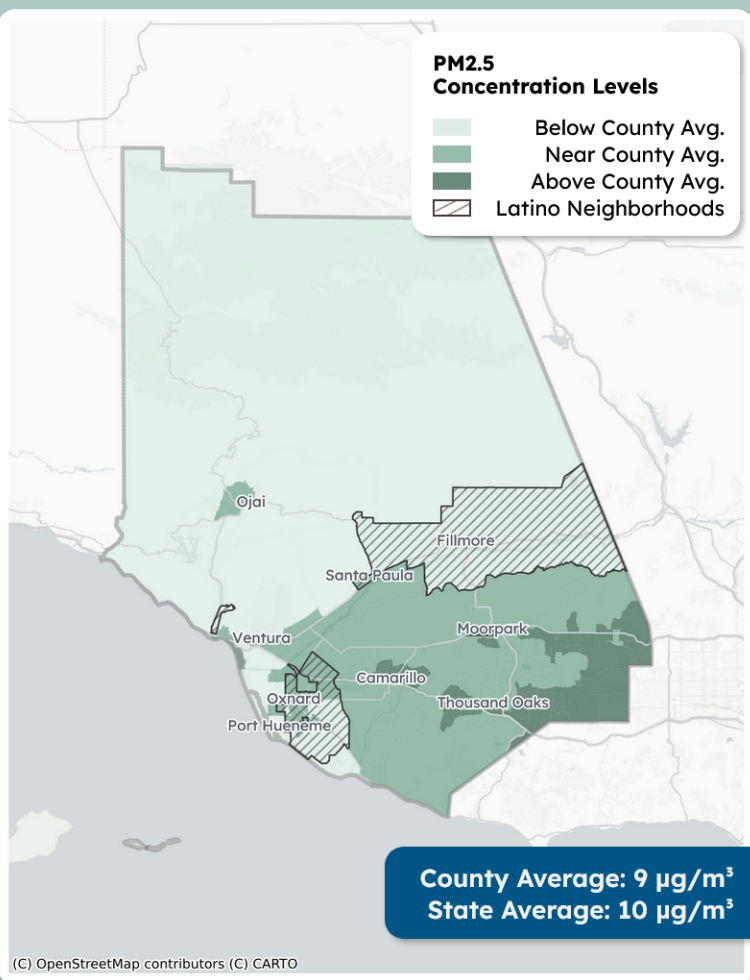 PM2.5
Concentration Levels
Below County Avg.
Near County Avg.
Above County Avg.
Latino Neighborhoods
Ojai
Fillmore
Santa Paula
Moorpark
Ventura
Camarillo
Oxnard
Thousand Oaks
Port Hueneme
County Average: 9 µg/m³
State Average: 10 µg/m³
(C) OpenStreetMap contributors (C) CARTO